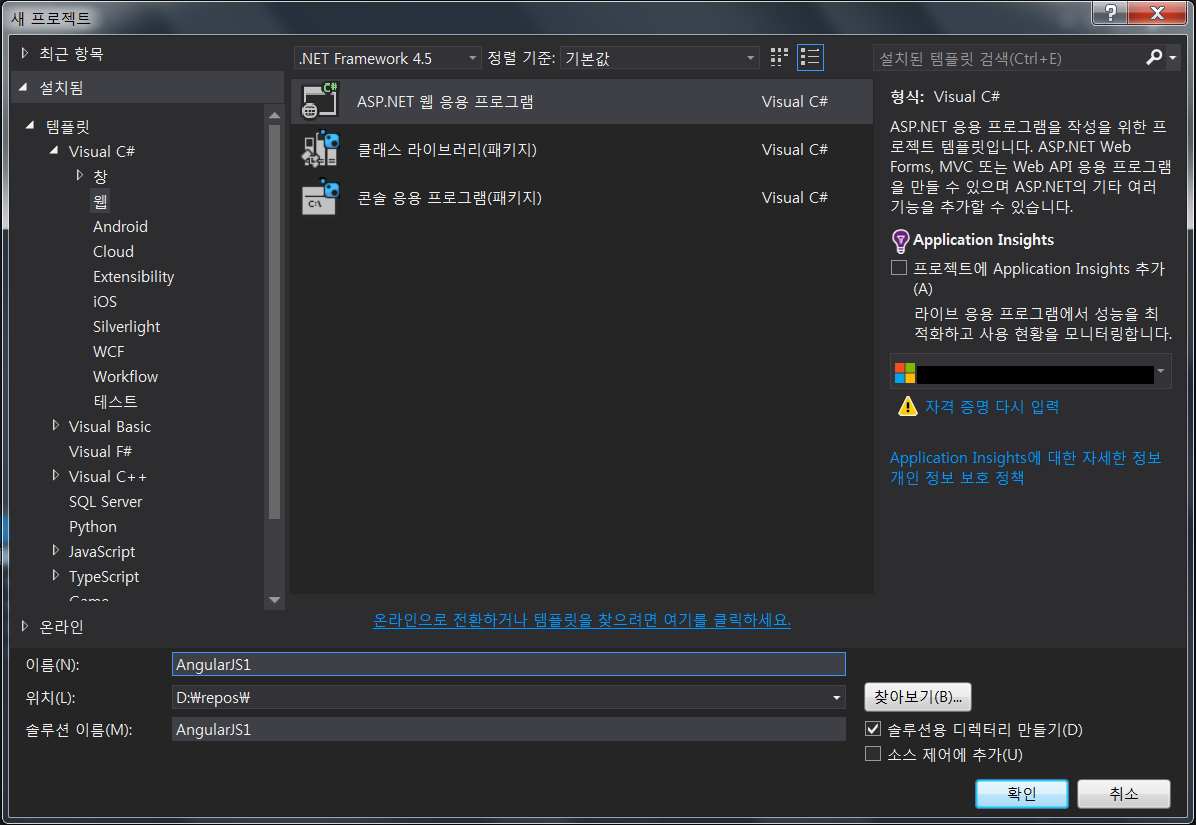 새 프로젝트
최근 항목
설치됨
템플릿
Visual C#
창
웹
Android
Cloud
Extensibility
iOS
Silverlight
WCF
Workflow
테스트
Visual Basic
Visual F#
Visual C++
SQL Server
Python
JavaScript
TypeScript
Game
온라인
.NET Framework 4.5 정렬 기준: 기본값
ASP.NET 웹 응용 프로그램 Visual C#
클래스 라이브러리(패키지) Visual C#
콘솔 응용 프로그램(패키지) Visual C#
온라인으로 전환하거나 템플릿을 찾으려면 여기를 클릭하세요.
설치된 템플릿 검색(Ctrl+E)
형식: Visual C#
ASP.NET 응용 프로그램을 작성을 위한 프
로젝트 템플릿입니다. ASP.NET Web
Forms, MVC 또는 Web API 응용 프로그램
을 만들 수 있으며 ASP.NET의 기타 여러
기능을 추가할 수 있습니다.
Application Insights
프로젝트에 Application Insights 추가
(A)
라이브 응용 프로그램에서 성능을 최
적화하고 사용 현황을 모니터링합니다.
자격 증명 다시 입력
Application Insights에 대한 자세한 정보
개인 정보 보호 정책
이름(N): AngularJS1
위치(L): D:₩repos₩ 찾아보기(B)...
솔루션 이름(M): AngularJS1 솔루션용 디렉터리 만들기(D)
소스 제어에 추가(U)
확인 취소